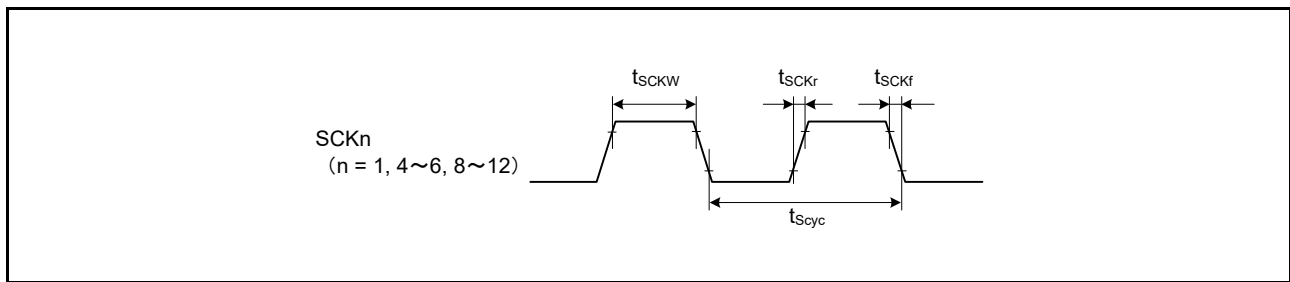 tSCKW
tSCKr
tSCKf
SCKn
（n = 1, 4～6, 8～12）
tScyc